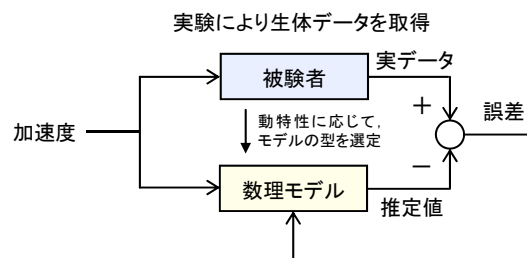 実験により生体データを取得
被験者
実データ
加速度
動特性に応じて,
モデルの型を選定
+
誤差
−
数理モデル
推定値